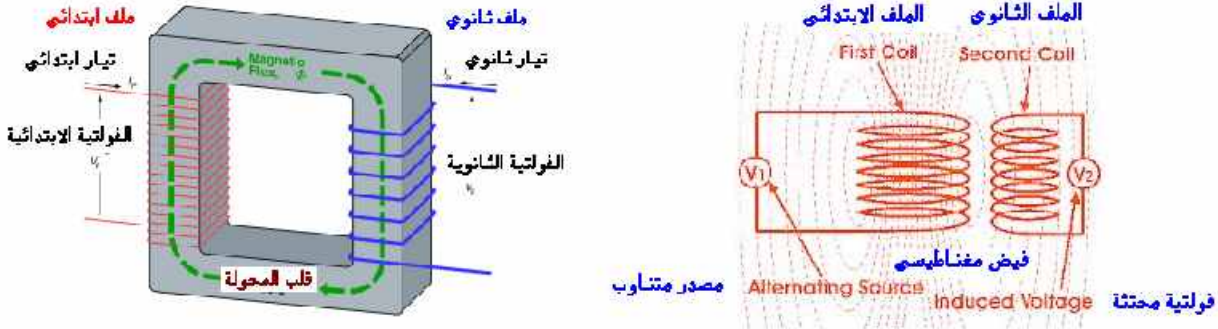 ملف ابتدائي
ملف ثانوي
تيار ابتدائي
تيار ثانوي
Magnetic
Flux,
الفولتية الابتدائية
الفولتية الثانوية
قلب المحولة
الملف الابتدائي
الملف الثانوي
First Coil
Second Coil
V1
V2
فيض مغناطيسي
مصدر متناوب
Alternating Source
Induced Voltage
فولتية محتثة